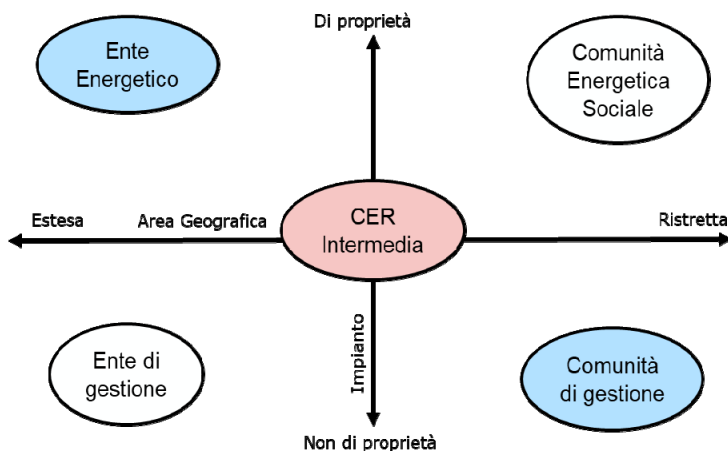 Di proprietà
Ente
Energetico
Comunità
Energetica
Sociale
Estesa
Area Geografica
CER
Intermedia
Ristretta
Impianto
Ente di
gestione
Comunità
di gestione
Non di proprietà